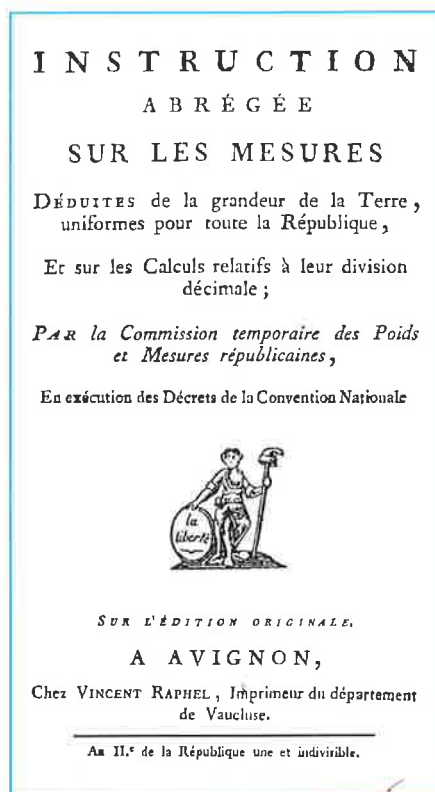 INSTRUCTION
ABRÉGÉE
SUR LES MESURES
DÉDUITES de la grandeur de la Terre,
uniformes pour toute la République,
Et sur les Calculs relatifs à leur division
décimale ;
PAR la Commission temporaire des Poids
et Mesures républicaines,
En exécution des Décrets de la Convention Nationale
la
liberté
SUR L'ÉDITION ORIGINALE.
A AVIGNON,
Chez VINCENT RAPHEL, Imprimeur du département
de Vaucluse.
An II.e de la République une et indivisible.